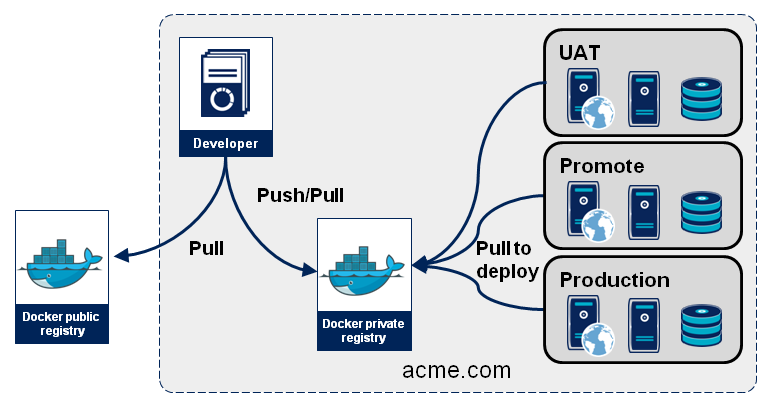 UAT
Developer
Promote
Push/Pull
Pull
Pull to
deploy
Production
Docker public
registry
Docker private
registry
acme.com